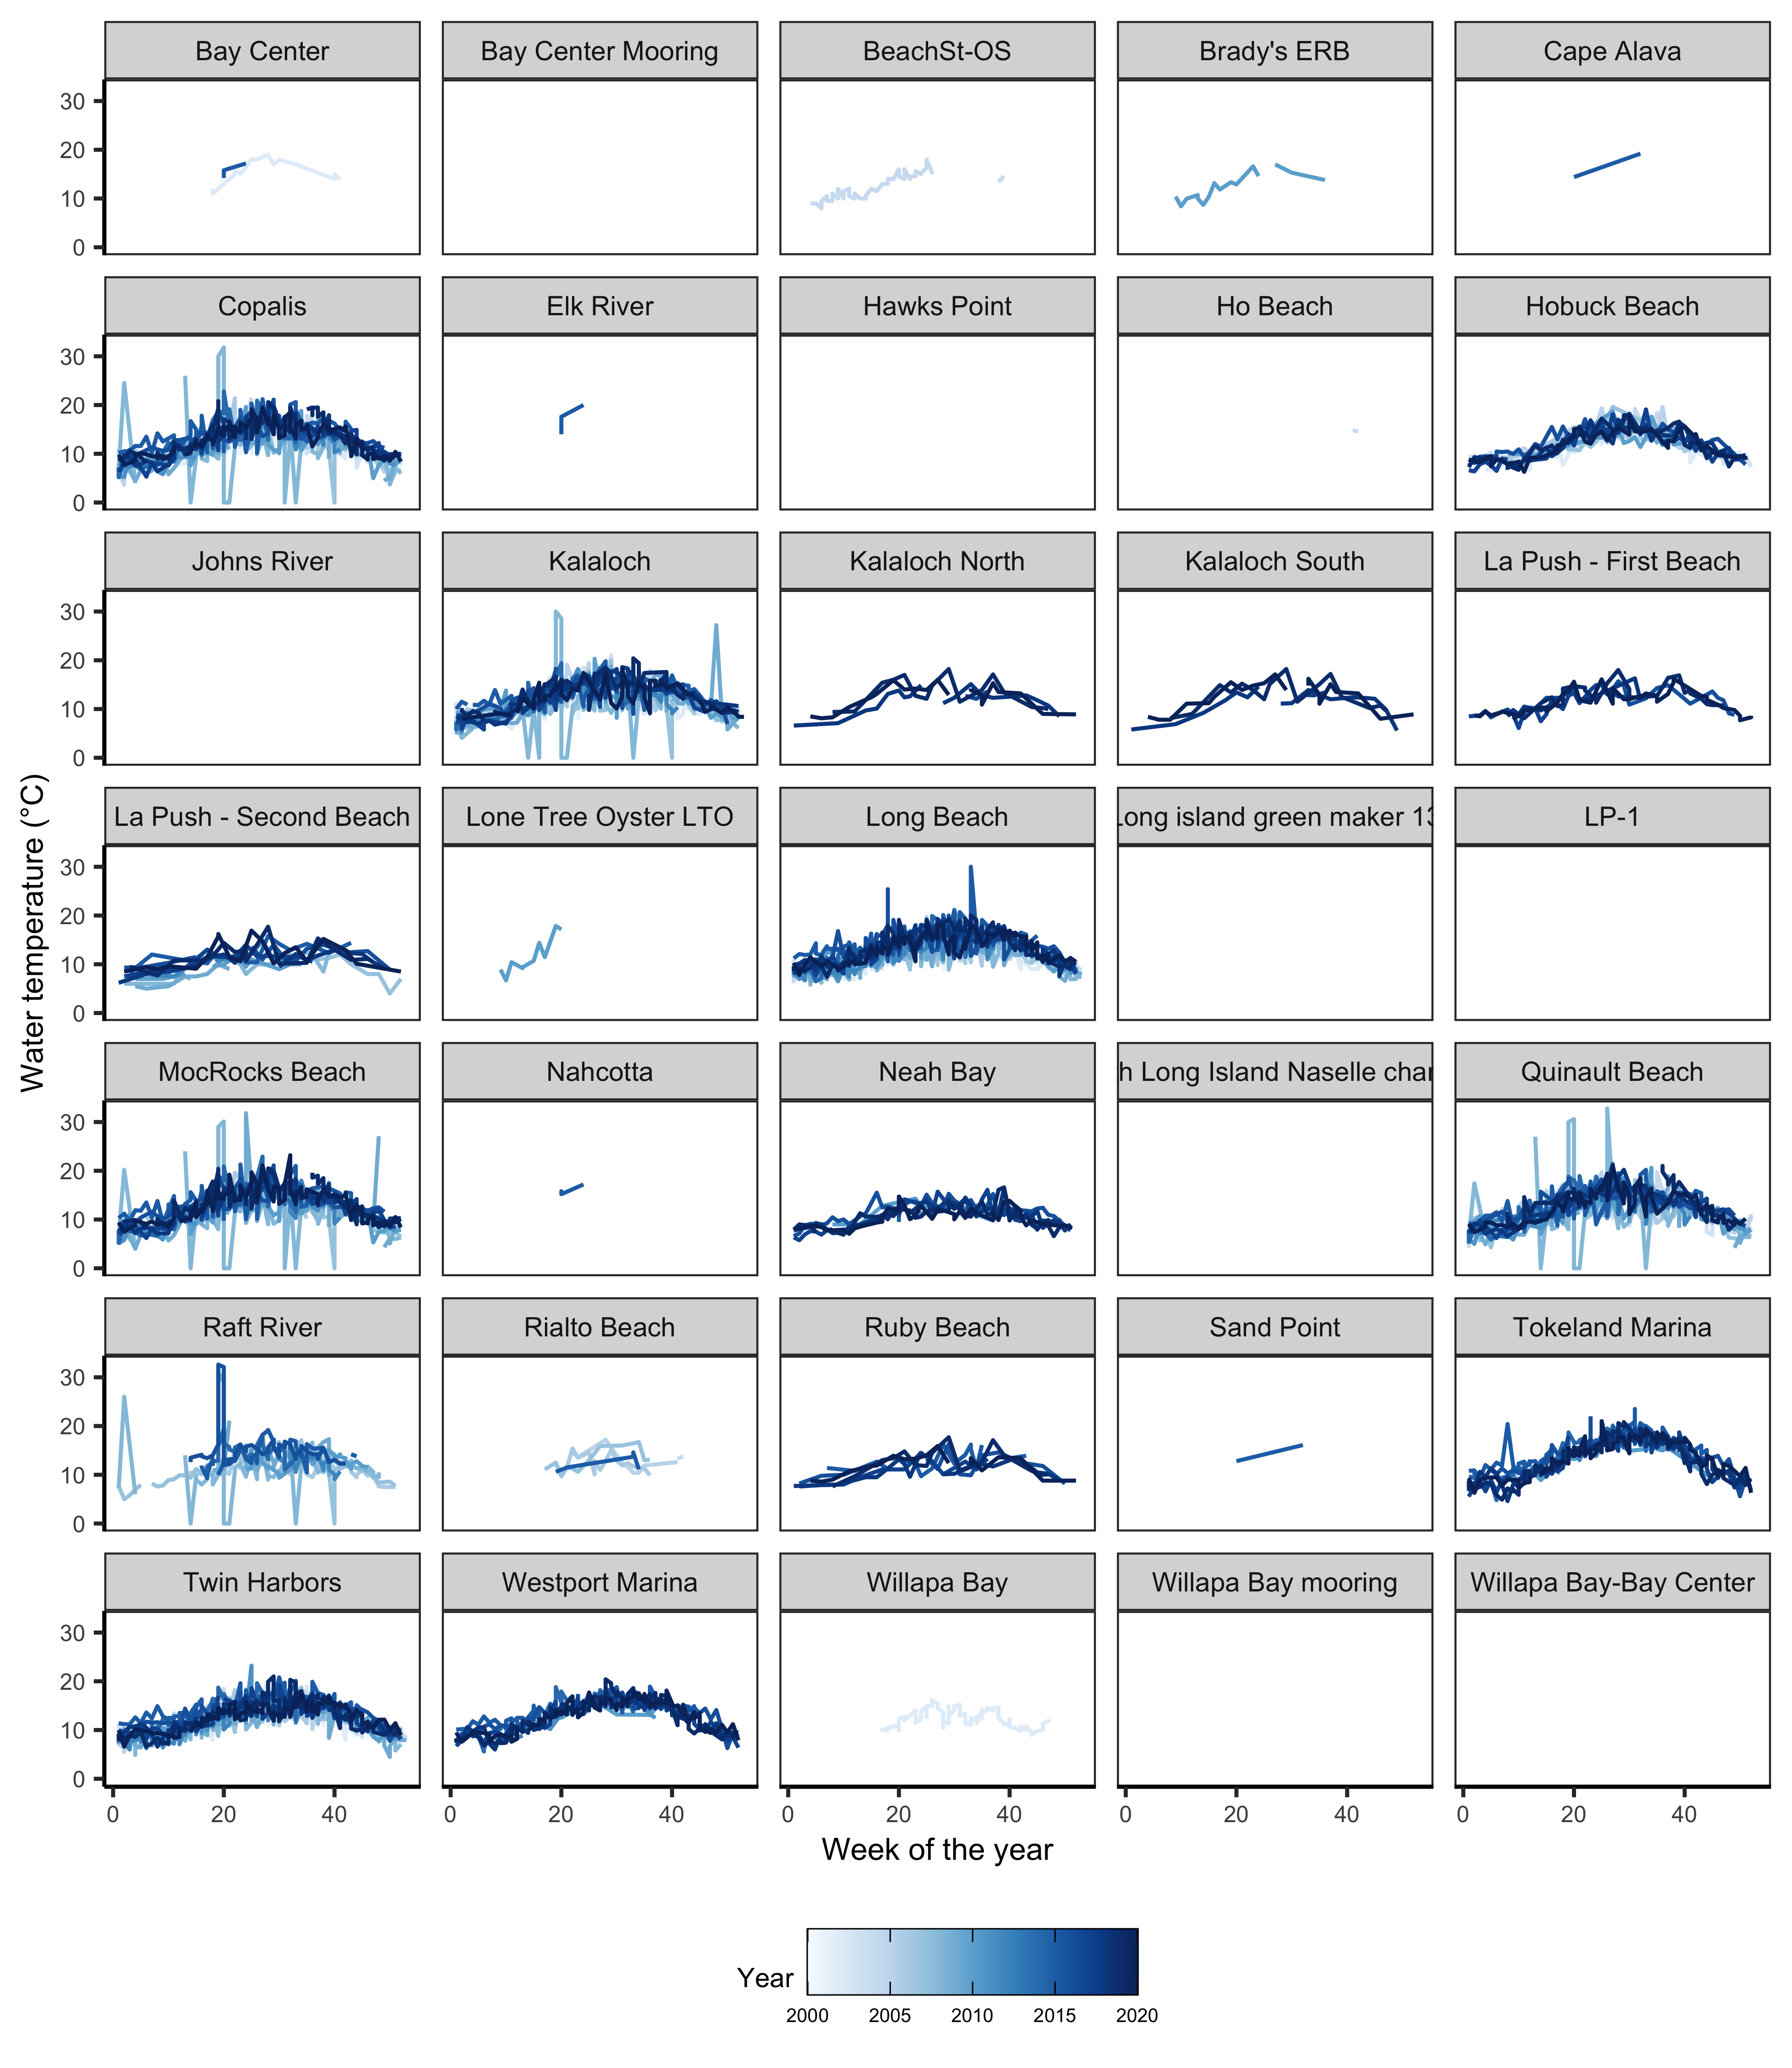 Bay Center
Bay Center Mooring
BeachSt-OS
Brady's ERB
Cape Alava
30
20
10
0
Copalis
Elk River
Hawks Point
Ho Beach
Hobuck Beach
30
20
10
0
Johns River
Kalaloch
Kalaloch North
Kalaloch South
La Push - First Beach
30
20
10
0
La Push - Second Beach
Lone Tree Oyster LTO
Long Beach
Long island green maker 13
LP-1
30
20
10
0
MocRocks Beach
Nahcotta
Neah Bay
h Long Island Naselle char
Quinault Beach
30
20
10
0
Raft River
Rialto Beach
Ruby Beach
Sand Point
Tokeland Marina
30
20
10
0
Twin Harbors
Westport Marina
Willapa Bay
Willapa Bay mooring
Willapa Bay-Bay Center
30
20
10
0
0 20 40
0 20 40
0 20 40
0 20 40
0 20 40
Water temperature (°C)
Week of the year
Year
2000 2005 2010 2015 2020